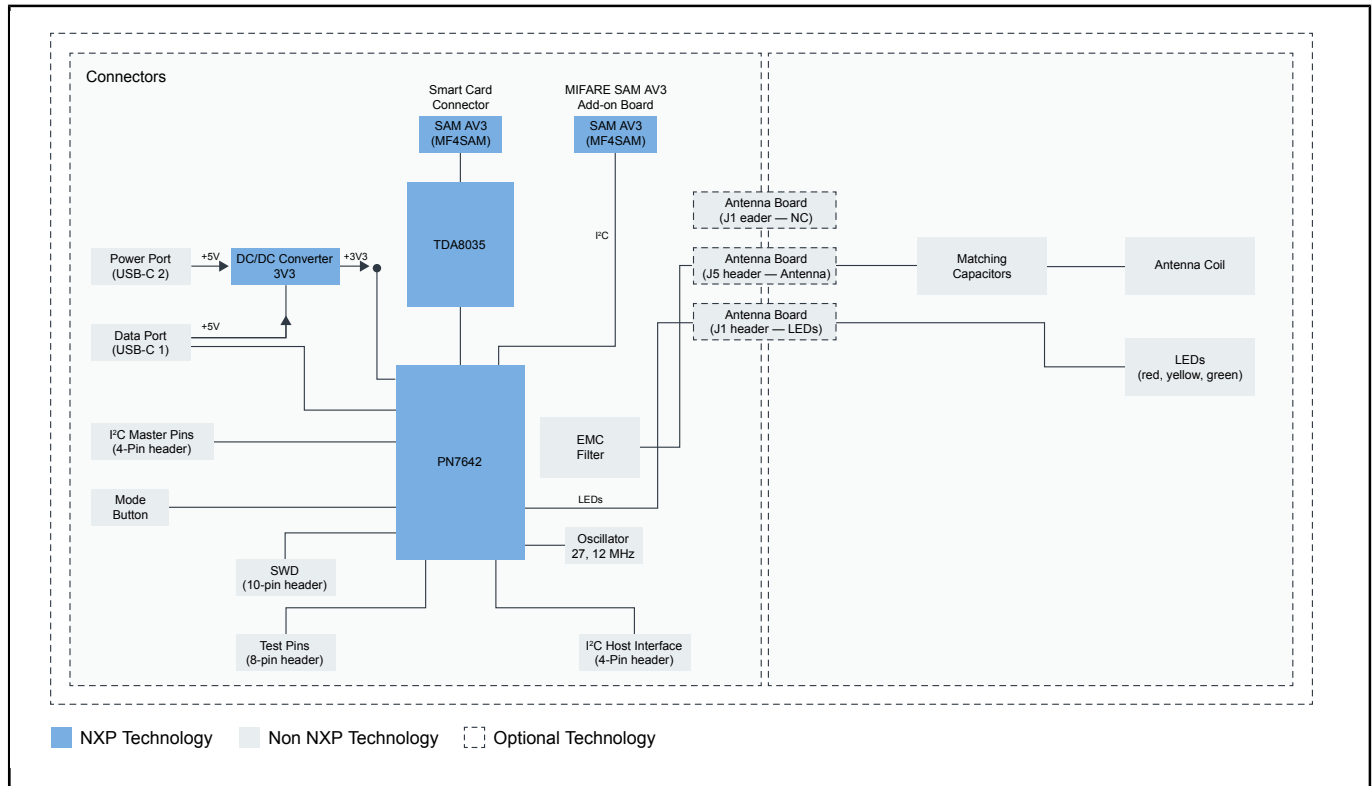 Connectors
Smart Card
Connector
SAM AV3
(MF4SAM)
MIFARE SAM AV3
Add-on Board
SAM AV3
(MF4SAM)
TDA8035
I²C
Antenna Board
(J1 eader — NC)
Power Port
(USB-C 2)
+5V
DC/DC Converter
3V3
+3V3
Antenna Board
(J5 header — Antenna)
Matching
Capacitors
Antenna Coil
Data Port
(USB-C 1)
+5V
Antenna Board
(J1 header — LEDs)
LEDs
(red, yellow, green)
I²C Master Pins
(4-Pin header)
PN7642
EMC
Filter
Mode
Button
LEDs
Oscillator
27, 12 MHz
SWD
(10-pin header)
Test Pins
(8-pin header)
I²C Host Interface
(4-Pin header)
NXP Technology
Non NXP Technology
Optional Technology